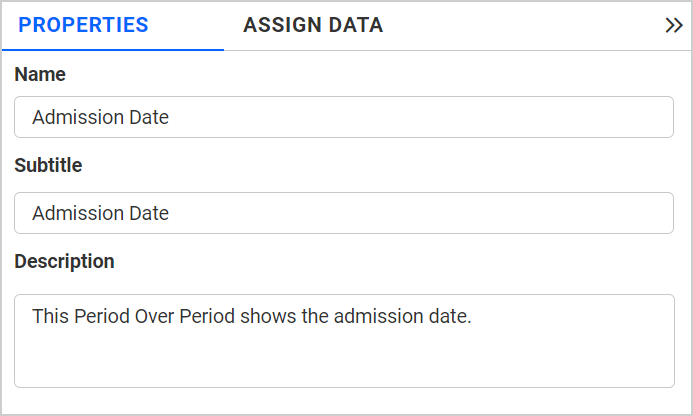 PROPERTIES ASSIGN DATA
Name
Admission Date
Subtitle
Admission Date
Description
This Period Over Period shows the admission date.